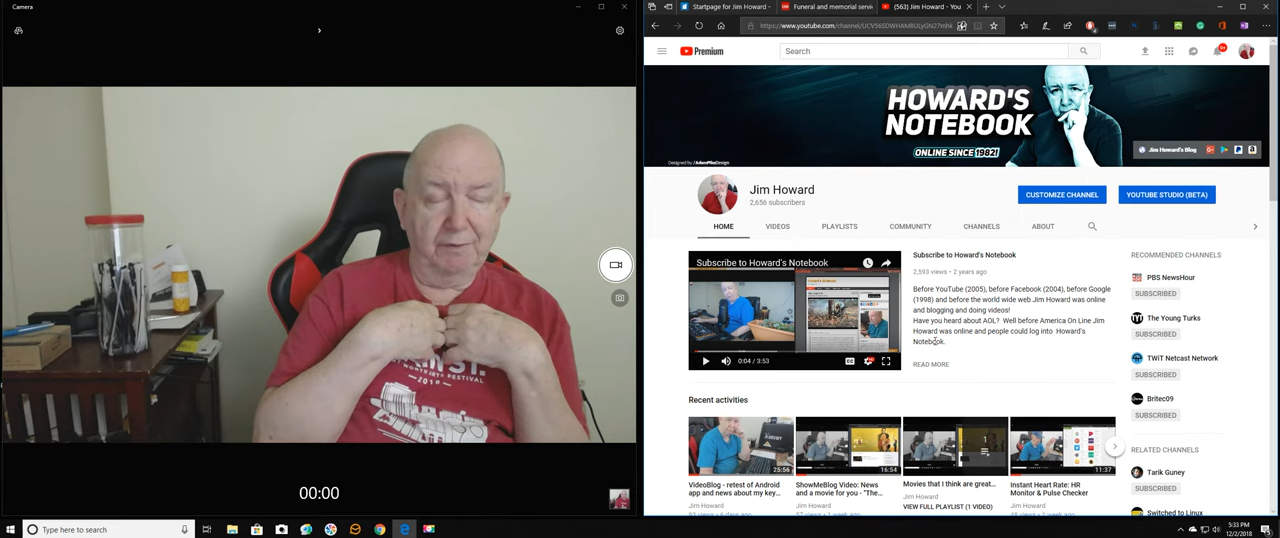 Camera
Startpage for Jim Howard -
Funeral and memorial servi
(563) Jim Howard - You
Premium
Search
9+
HOWARD'S
NOTEBOOK
ONLINE SINCE 1982!
Jim Howard's Blog
Jim Howard
2,656 subscribers
CUSTOMIZE CHANNEL
YOUTUBE STUDIO (BETA)
HOME VIDEOS PLAYLISTS COMMUNITY CHANNELS ABOUT
Subscribe to Howard's Notebook
0:04 / 3:53
Subscribe to Howard's Notebook
2,593 views • 2 years ago
Before YouTube (2005), before Facebook (2004), before Google
(1998) and before the world wide web Jim Howard was online
and blogging and doing videos!
Have you heard about AOL? Well before America On Line Jim
Howard was online and people could log into Howard's
Notebook.
READ MORE
RECOMMENDED CHANNELS
PBS NewsHour
SUBSCRIBED
The Young Turks
SUBSCRIBED
TWiT Netcast Network
SUBSCRIBED
Britec09
SUBSCRIBED
RELATED CHANNELS
Tarik Guney
SUBSCRIBED
Switched to Linux
Recent activities
25:56
VideoBlog - retest of Android
app and news about my key...
Jim Howard
93 views • 6 days ago
16:54
ShowMeBlog Video: News
and a movie for you - "The...
Jim Howard
1
Movies that I think are great...
Jim Howard
VIEW FULL PLAYLIST (1 VIDEO)
11:37
Instant Heart Rate: HR
Monitor & Pulse Checker
Jim Howard
00:00
Type here to search
5:33 PM
12/2/2018